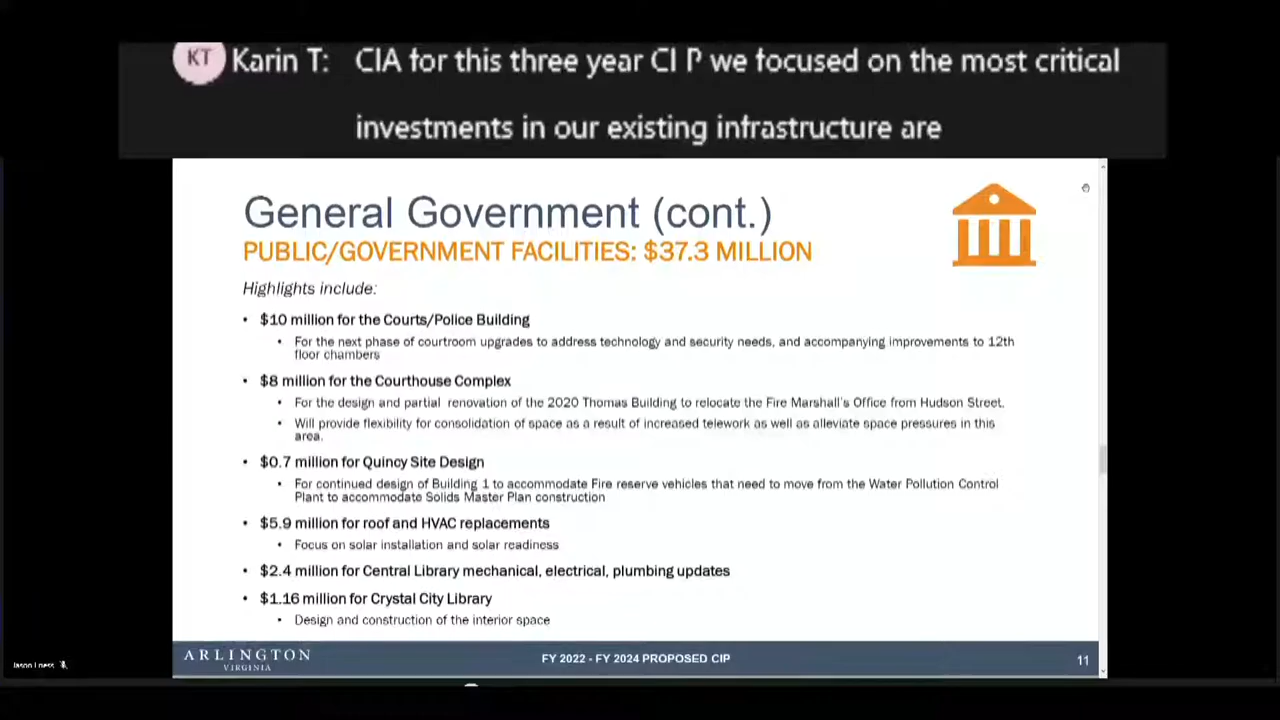 KT Karin T: CIA for this three year CI P we focused on the most critical
investments in our existing infrastructure are
General Government (cont.)
PUBLIC/GOVERNMENT FACILITIES: $37.3 MILLION
Highlights include:
• $10 million for the Courts/Police Building
• For the next phase of courtroom upgrades to address technology and security needs, and accompanying improvements to 12th
floor chambers
• $8 million for the Courthouse Complex
• For the design and partial renovation of the 2020 Thomas Building to relocate the Fire Marshall's Office from Hudson Street.
• Will provide flexibility for consolidation of space as a result of increased telework as well as alleviate space pressures in this
area.
• $0.7 million for Quincy Site Design
• For continued design of Building 1 to accommodate Fire reserve vehicles that need to move from the Water Pollution Control
Plant to accommodate Solids Master Plan construction
• $5.9 million for roof and HVAC replacements
• Focus on solar installation and solar readiness
• $2.4 million for Central Library mechanical, electrical, plumbing updates
• $1.16 million for Crystal City Library
• Design and construction of the interior space
ARLINGTON
VIRGINIA
FY 2022 - FY 2024 PROPOSED CIP
11
Jason